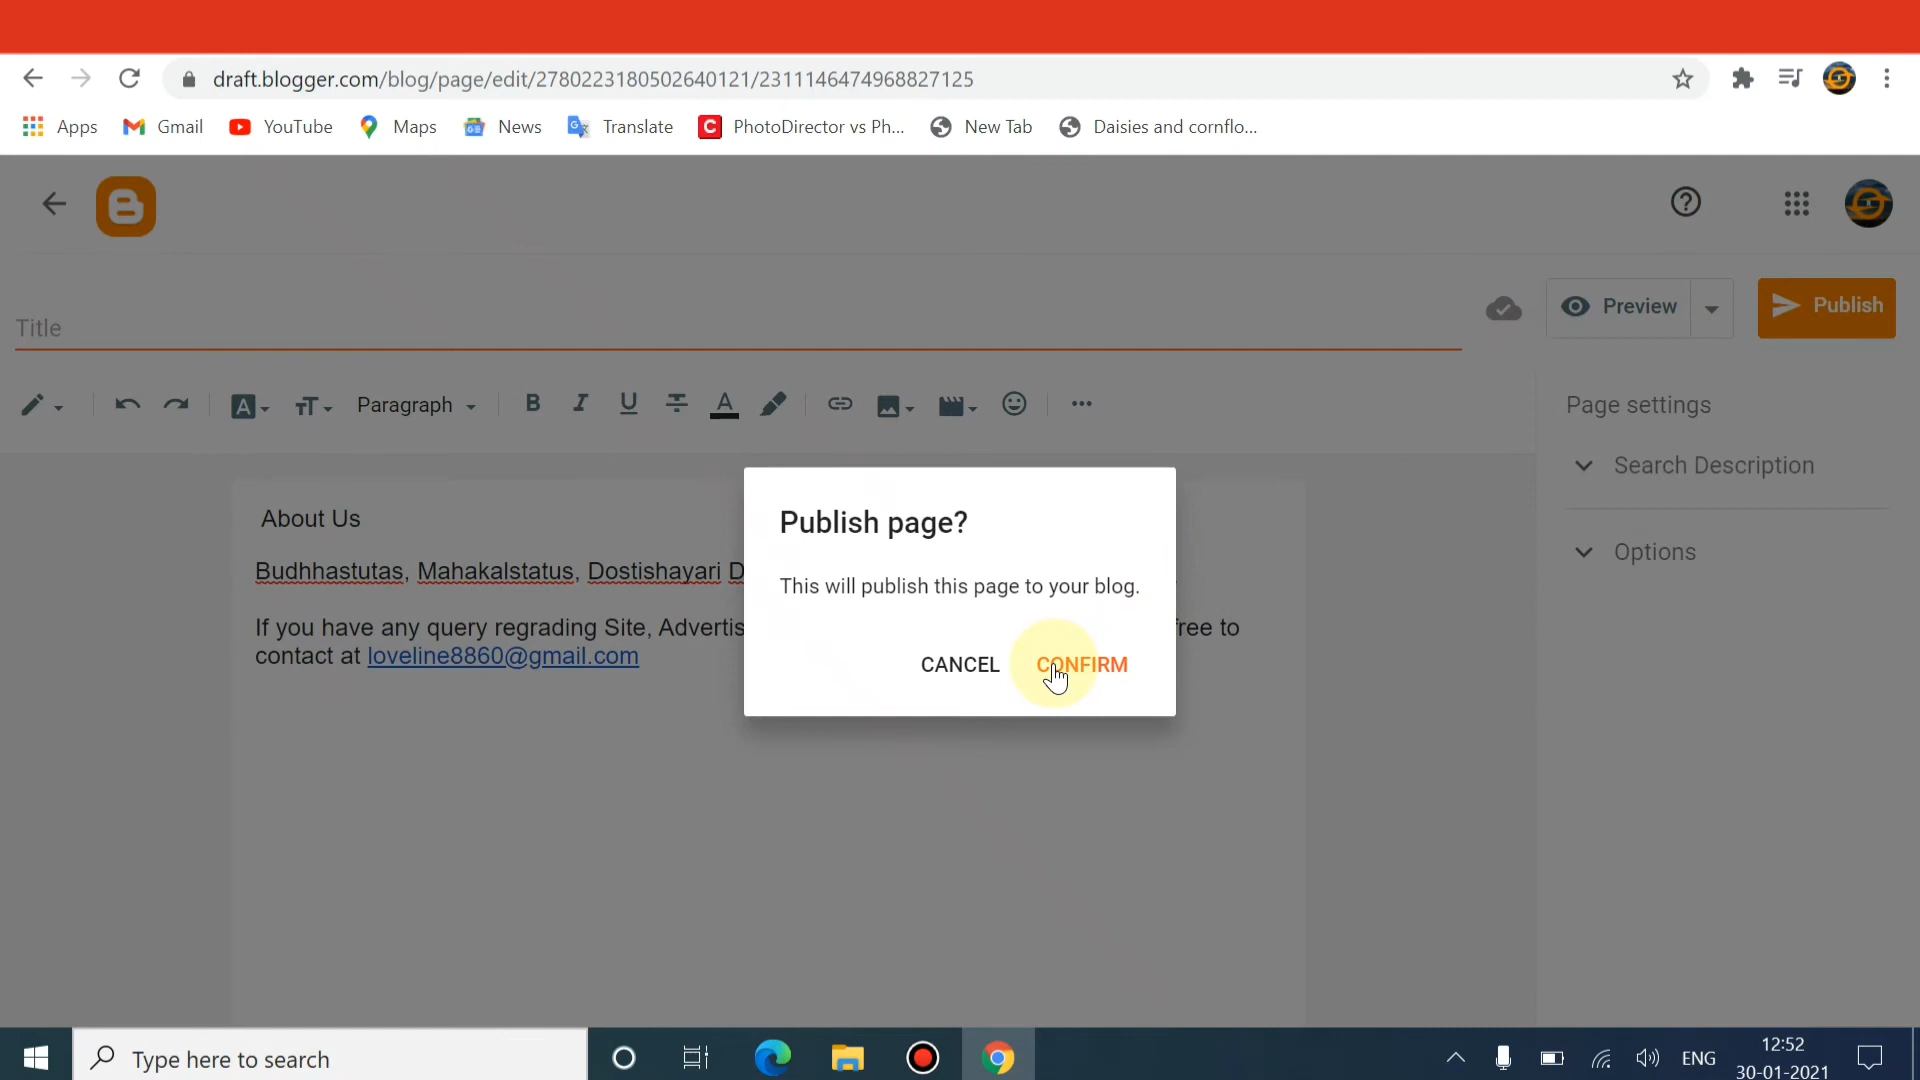 draft.blogger.com/blog/page/edit/2780223180502640121/2311146474968827125
Apps Gmail YouTube Maps News Translate C PhotoDirector vs Ph... New Tab Daisies and cornflo...
Title
Preview
Publish
Paragraph
Page settings
Search Description
Options
About Us
Budhhastutas, Mahakalstatus, Dostishayari D
If you have any query regrading Site, Advertis
free to
contact at loveline8860@gmail.com
Publish page?
This will publish this page to your blog.
CANCEL CONFIRM
Type here to search
ENG
12:52
30-01-2021